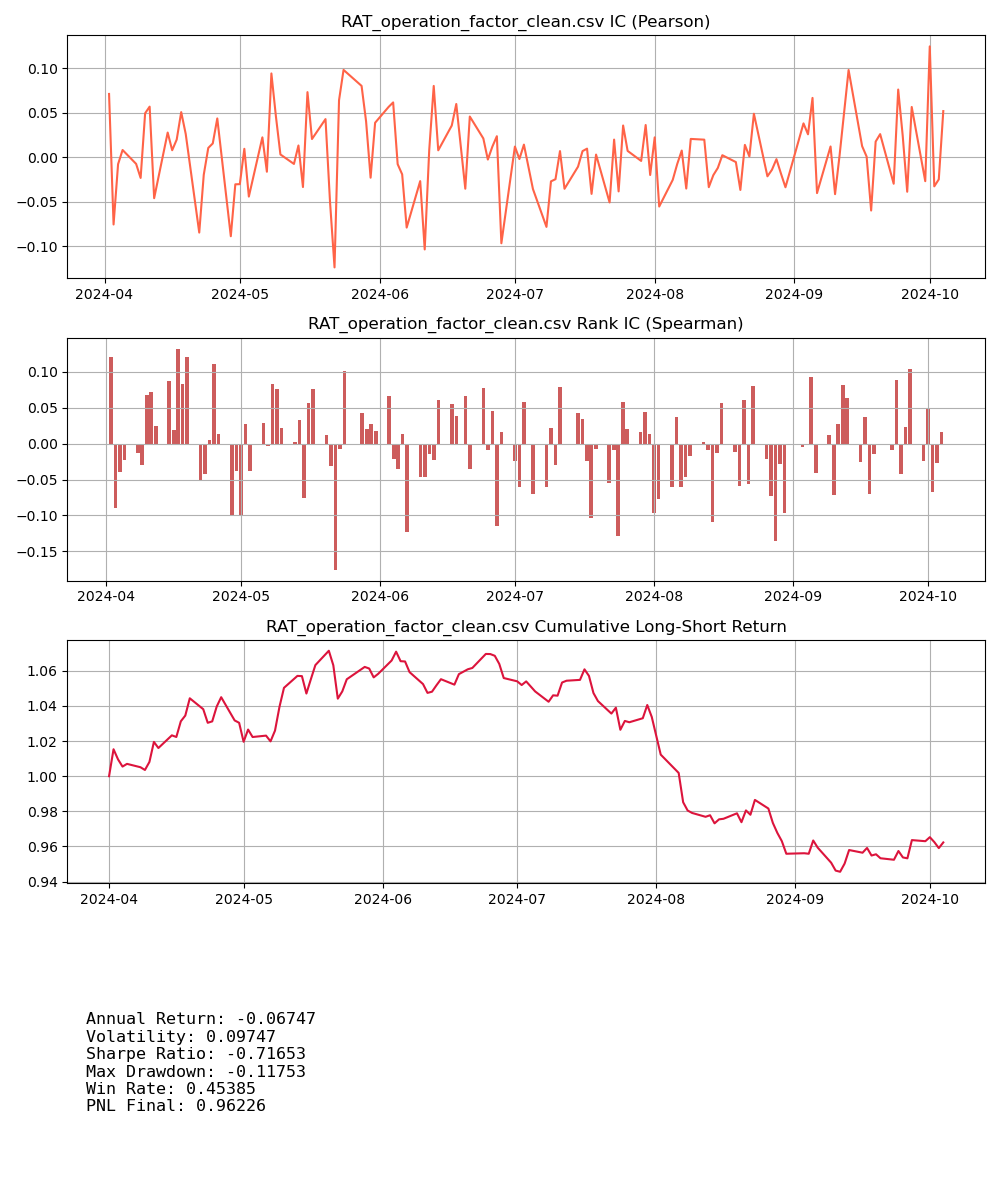 RAT_operation_factor_clean.csv IC (Pearson)
0.10
0.05
0.00
−0.05
−0.10
2024-04 2024-05 2024-06 2024-07 2024-08 2024-09 2024-10
RAT_operation_factor_clean.csv Rank IC (Spearman)
0.10
0.05
0.00
−0.05
−0.10
−0.15
2024-04 2024-05 2024-06 2024-07 2024-08 2024-09 2024-10
RAT_operation_factor_clean.csv Cumulative Long-Short Return
1.06
1.04
1.02
1.00
0.98
0.96
0.94
2024-04 2024-05 2024-06 2024-07 2024-08 2024-09 2024-10
Annual Return: -0.06747
Volatility: 0.09747
Sharpe Ratio: -0.71653
Max Drawdown: -0.11753
Win Rate: 0.45385
PNL Final: 0.96226